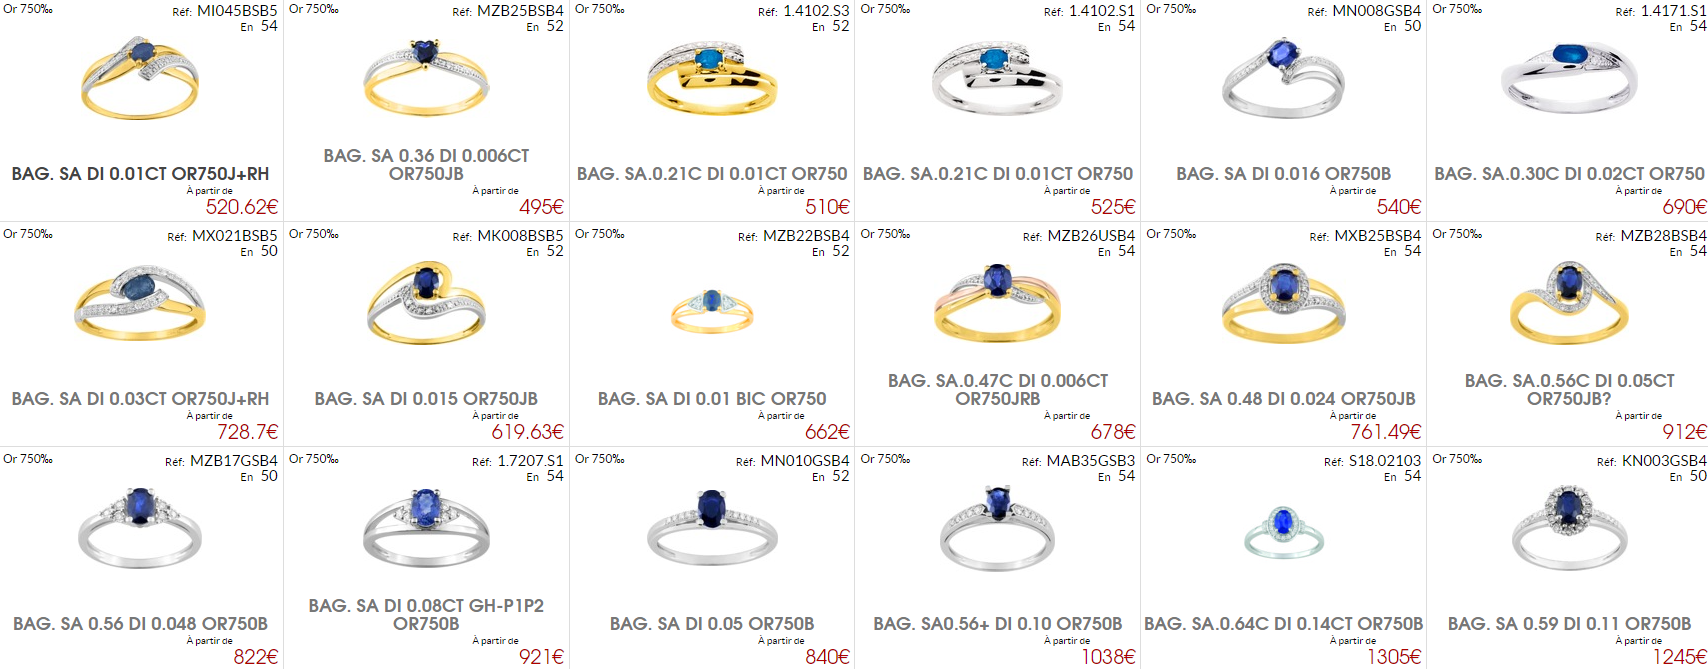 Or 750‰ Réf: MI045BSB5
En 54
BAG. SA DI 0.01CT OR750J+RH
À partir de
520.62€
Or 750‰ Réf: MZB25BSB4
En 52
BAG. SA 0.36 DI 0.006CT
OR750JB
À partir de
495€
Or 750‰ Réf: 1.4102.S3
En 52
BAG. SA.0.21C DI 0.01CT OR750
À partir de
510€
Or 750‰ Réf: 1.4102.S1
En 54
BAG. SA.0.21C DI 0.01CT OR750
À partir de
525€
Or 750‰ Réf: MN008GSB4
En 50
BAG. SA DI 0.016 OR750B
À partir de
540€
Or 750‰ Réf: 1.4171.S1
En 54
BAG. SA.0.30C DI 0.02CT OR750
À partir de
690€
Or 750‰ Réf: MX021BSB5
En 50
BAG. SA DI 0.03CT OR750J+RH
À partir de
728.7€
Or 750‰ Réf: MK008BSB5
En 52
BAG. SA DI 0.015 OR750JB
À partir de
619.63€
Or 750‰ Réf: MZB22BSB4
En 52
BAG. SA DI 0.01 BIC OR750
À partir de
662€
Or 750‰ Réf: MZB26USB4
En 54
BAG. SA.0.47C DI 0.006CT
OR750JRB
À partir de
678€
Or 750‰ Réf: MXB25BSB4
En 54
BAG. SA 0.48 DI 0.024 OR750JB
À partir de
761.49€
Or 750‰ Réf: MZB28BSB4
En 54
BAG. SA.0.56C DI 0.05CT
OR750JB?
À partir de
912€
Or 750‰ Réf: MZB17GSB4
En 50
BAG. SA 0.56 DI 0.048 OR750B
À partir de
822€
Or 750‰ Réf: 1.7207.S1
En 54
BAG. SA DI 0.08CT GH-P1P2
OR750B
À partir de
921€
Or 750‰ Réf: MN010GSB4
En 52
BAG. SA DI 0.05 OR750B
À partir de
840€
Or 750‰ Réf: MAB35GSB3
En 54
BAG. SA0.56+ DI 0.10 OR750B
À partir de
1038€
Or 750‰ Réf: S18.02103
En 54
BAG. SA.0.64C DI 0.14CT OR750B
À partir de
1305€
Or 750‰ Réf: KN003GSB4
En 50
BAG. SA 0.59 DI 0.11 OR750B
À partir de
1245€